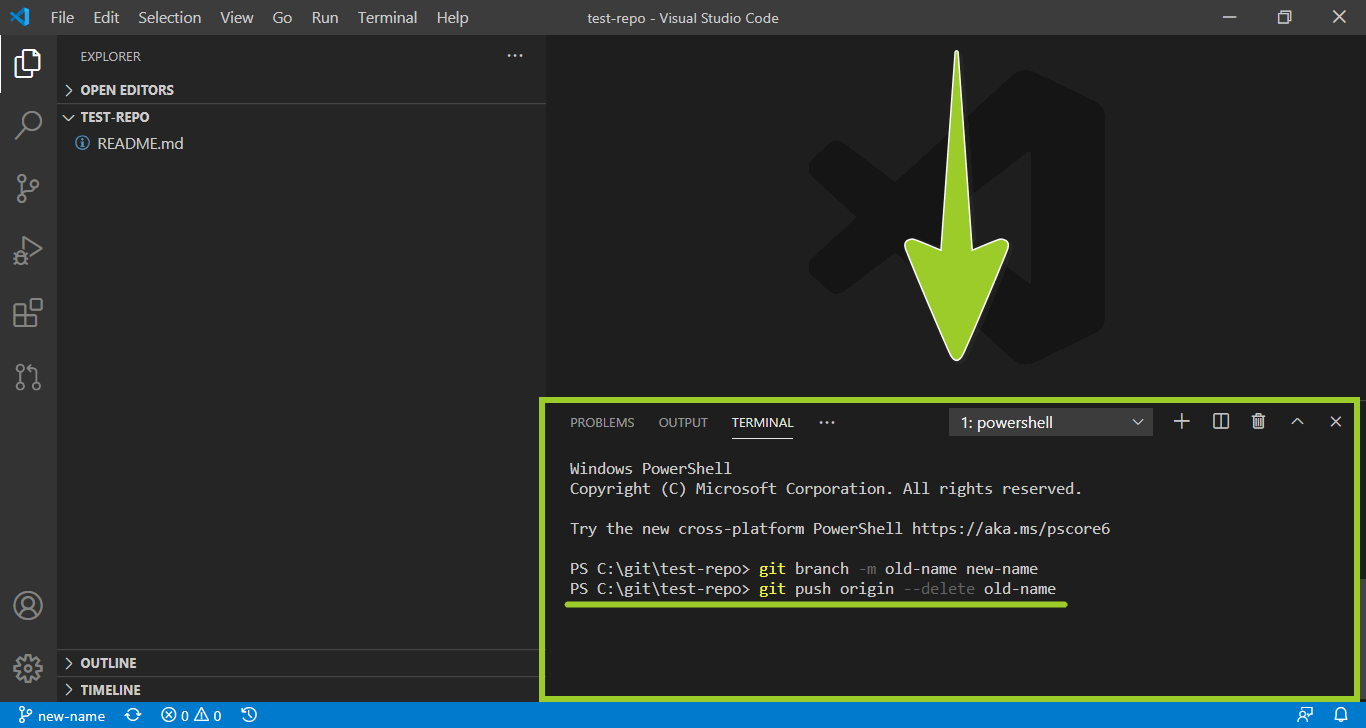 File Edit Selection View Go Run Terminal Help test-repo - Visual Studio Code
EXPLORER
OPEN EDITORS
TEST-REPO
README.md
OUTLINE
TIMELINE
PROBLEMS OUTPUT TERMINAL 1: powershell
Windows PowerShell
Copyright (C) Microsoft Corporation. All rights reserved.
Try the new cross-platform PowerShell https://aka.ms/pscore6
PS C:\git\test-repo> git branch -m old-name new-name
PS C:\git\test-repo> git push origin --delete old-name
new-name 0 0